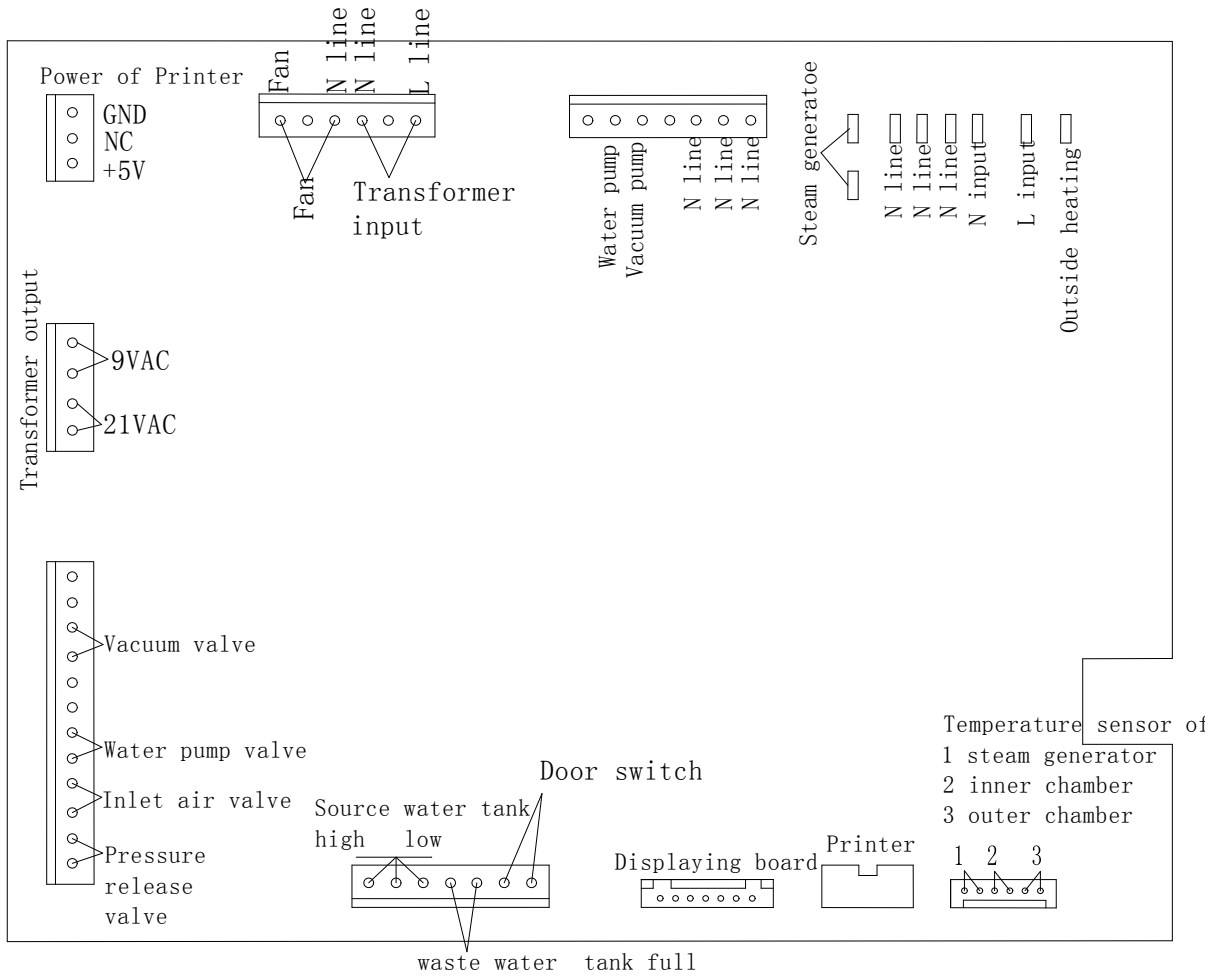 Power of Printer
GND
NC
+5V
Fan
N line
N line
L line
Fan
Transformer
input
Water pump
Vacuum pump
N line
N line
N line
Steam generatoe
N line
N line
N line
N input
L input
Outside heating
Transformer output
9VAC
21VAC
Vacuum valve
Water pump valve
Inlet air valve
Pressure
release
valve
Source water tank
high low
Door switch
waste water tank full
Displaying board
Printer
Temperature sensor of
1 steam generator
2 inner chamber
3 outer chamber
1 2 3